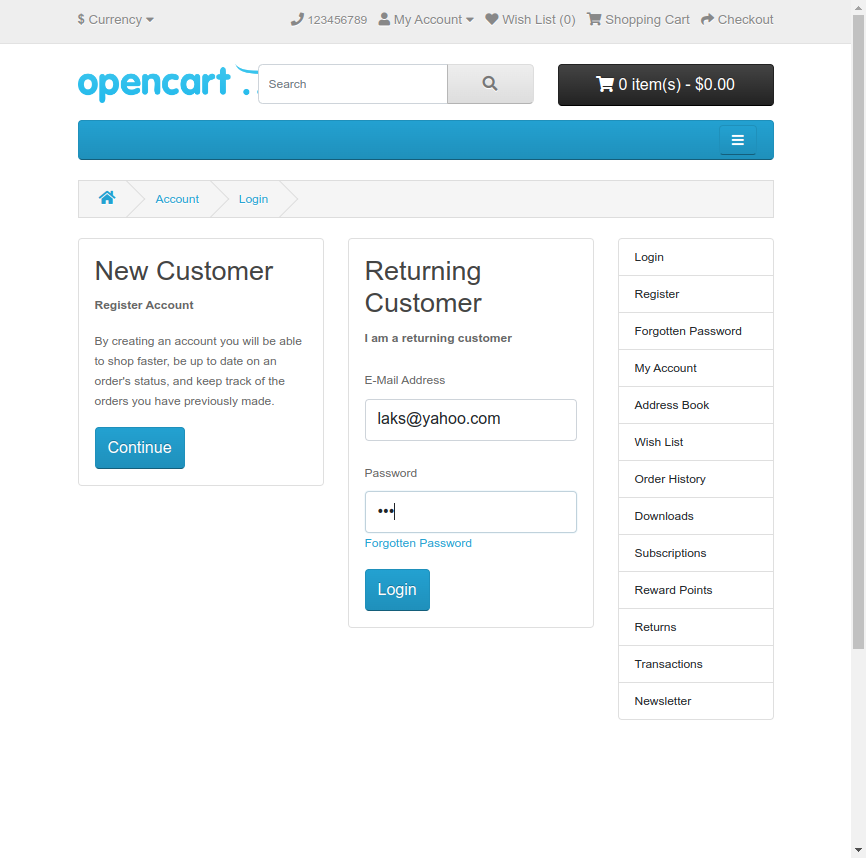 $ Currency 123456789 My Account Wish List (0) Shopping Cart Checkout
opencart
Search
0 item(s) - $0.00
Account Login
New Customer
Register Account
By creating an account you will be able
to shop faster, be up to date on an
order's status, and keep track of the
orders you have previously made.
Continue
Returning
Customer
I am a returning customer
E-Mail Address
laks@yahoo.com
Password
•••
Forgotten Password
Login
Login
Register
Forgotten Password
My Account
Address Book
Wish List
Order History
Downloads
Subscriptions
Reward Points
Returns
Transactions
Newsletter